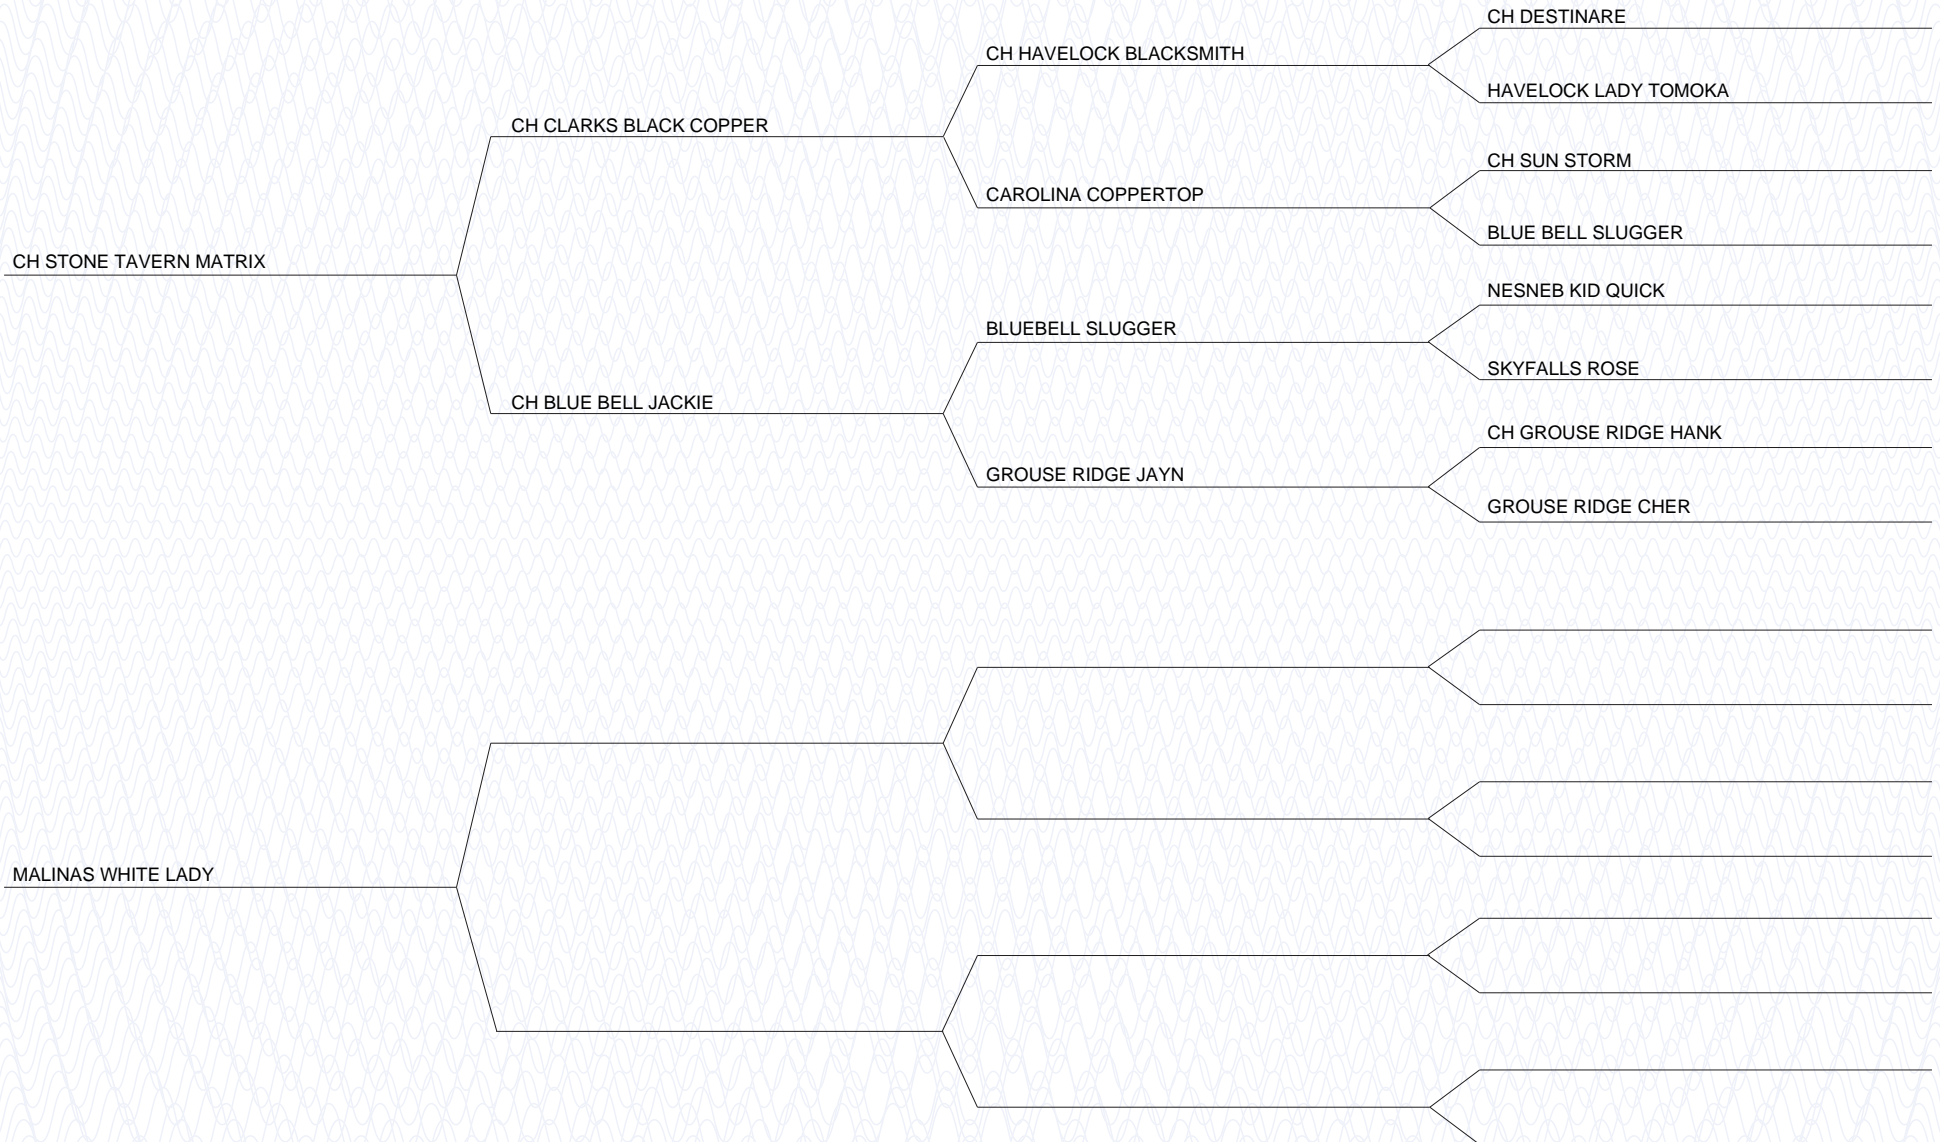 CH DESTINARE
CH HAVELOCK BLACKSMITH
HAVELOCK LADY TOMOKA
CH CLARKS BLACK COPPER
CH SUN STORM
CAROLINA COPPERTOP
BLUE BELL SLUGGER
CH STONE TAVERN MATRIX
NESNEB KID QUICK
BLUEBELL SLUGGER
SKYFALLS ROSE
CH BLUE BELL JACKIE
CH GROUSE RIDGE HANK
GROUSE RIDGE JAYN
GROUSE RIDGE CHER
MALINAS WHITE LADY